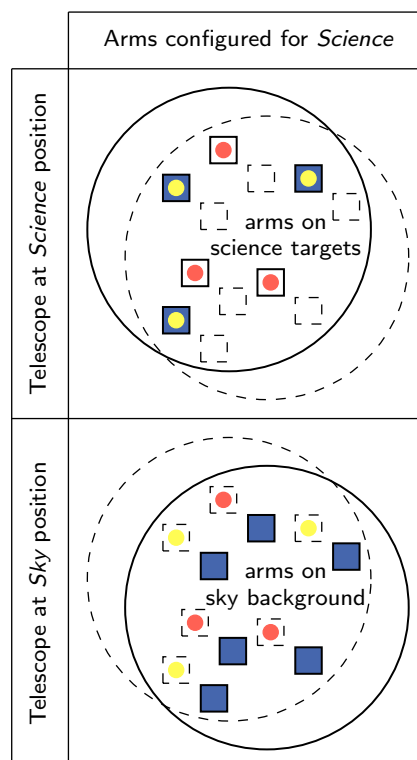 Arms configured for Science
Telescope at Science position
arms on
science targets
Telescope at Sky position
arms on
sky background